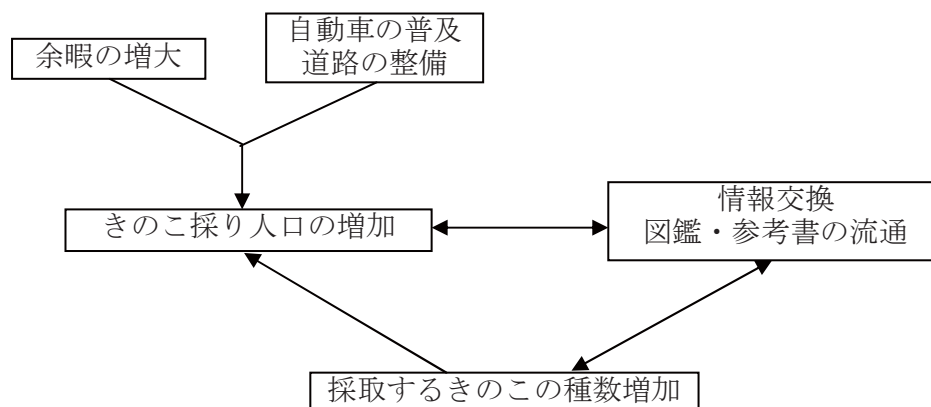 余暇の増大
自動車の普及
道路の整備
きのこ採り人口の増加
情報交換
図鑑・参考書の流通
採取するきのこの種数増加